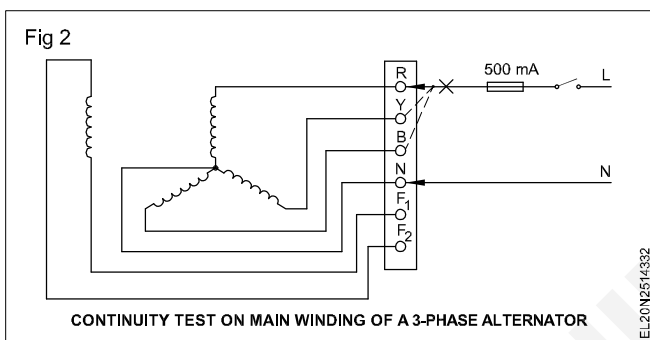 Fig 2
R
500 mA
L
Y
B
N
N
F1
F2
CONTINUITY TEST ON MAIN WINDING OF A 3-PHASE ALTERNATOR
EL20N2514332